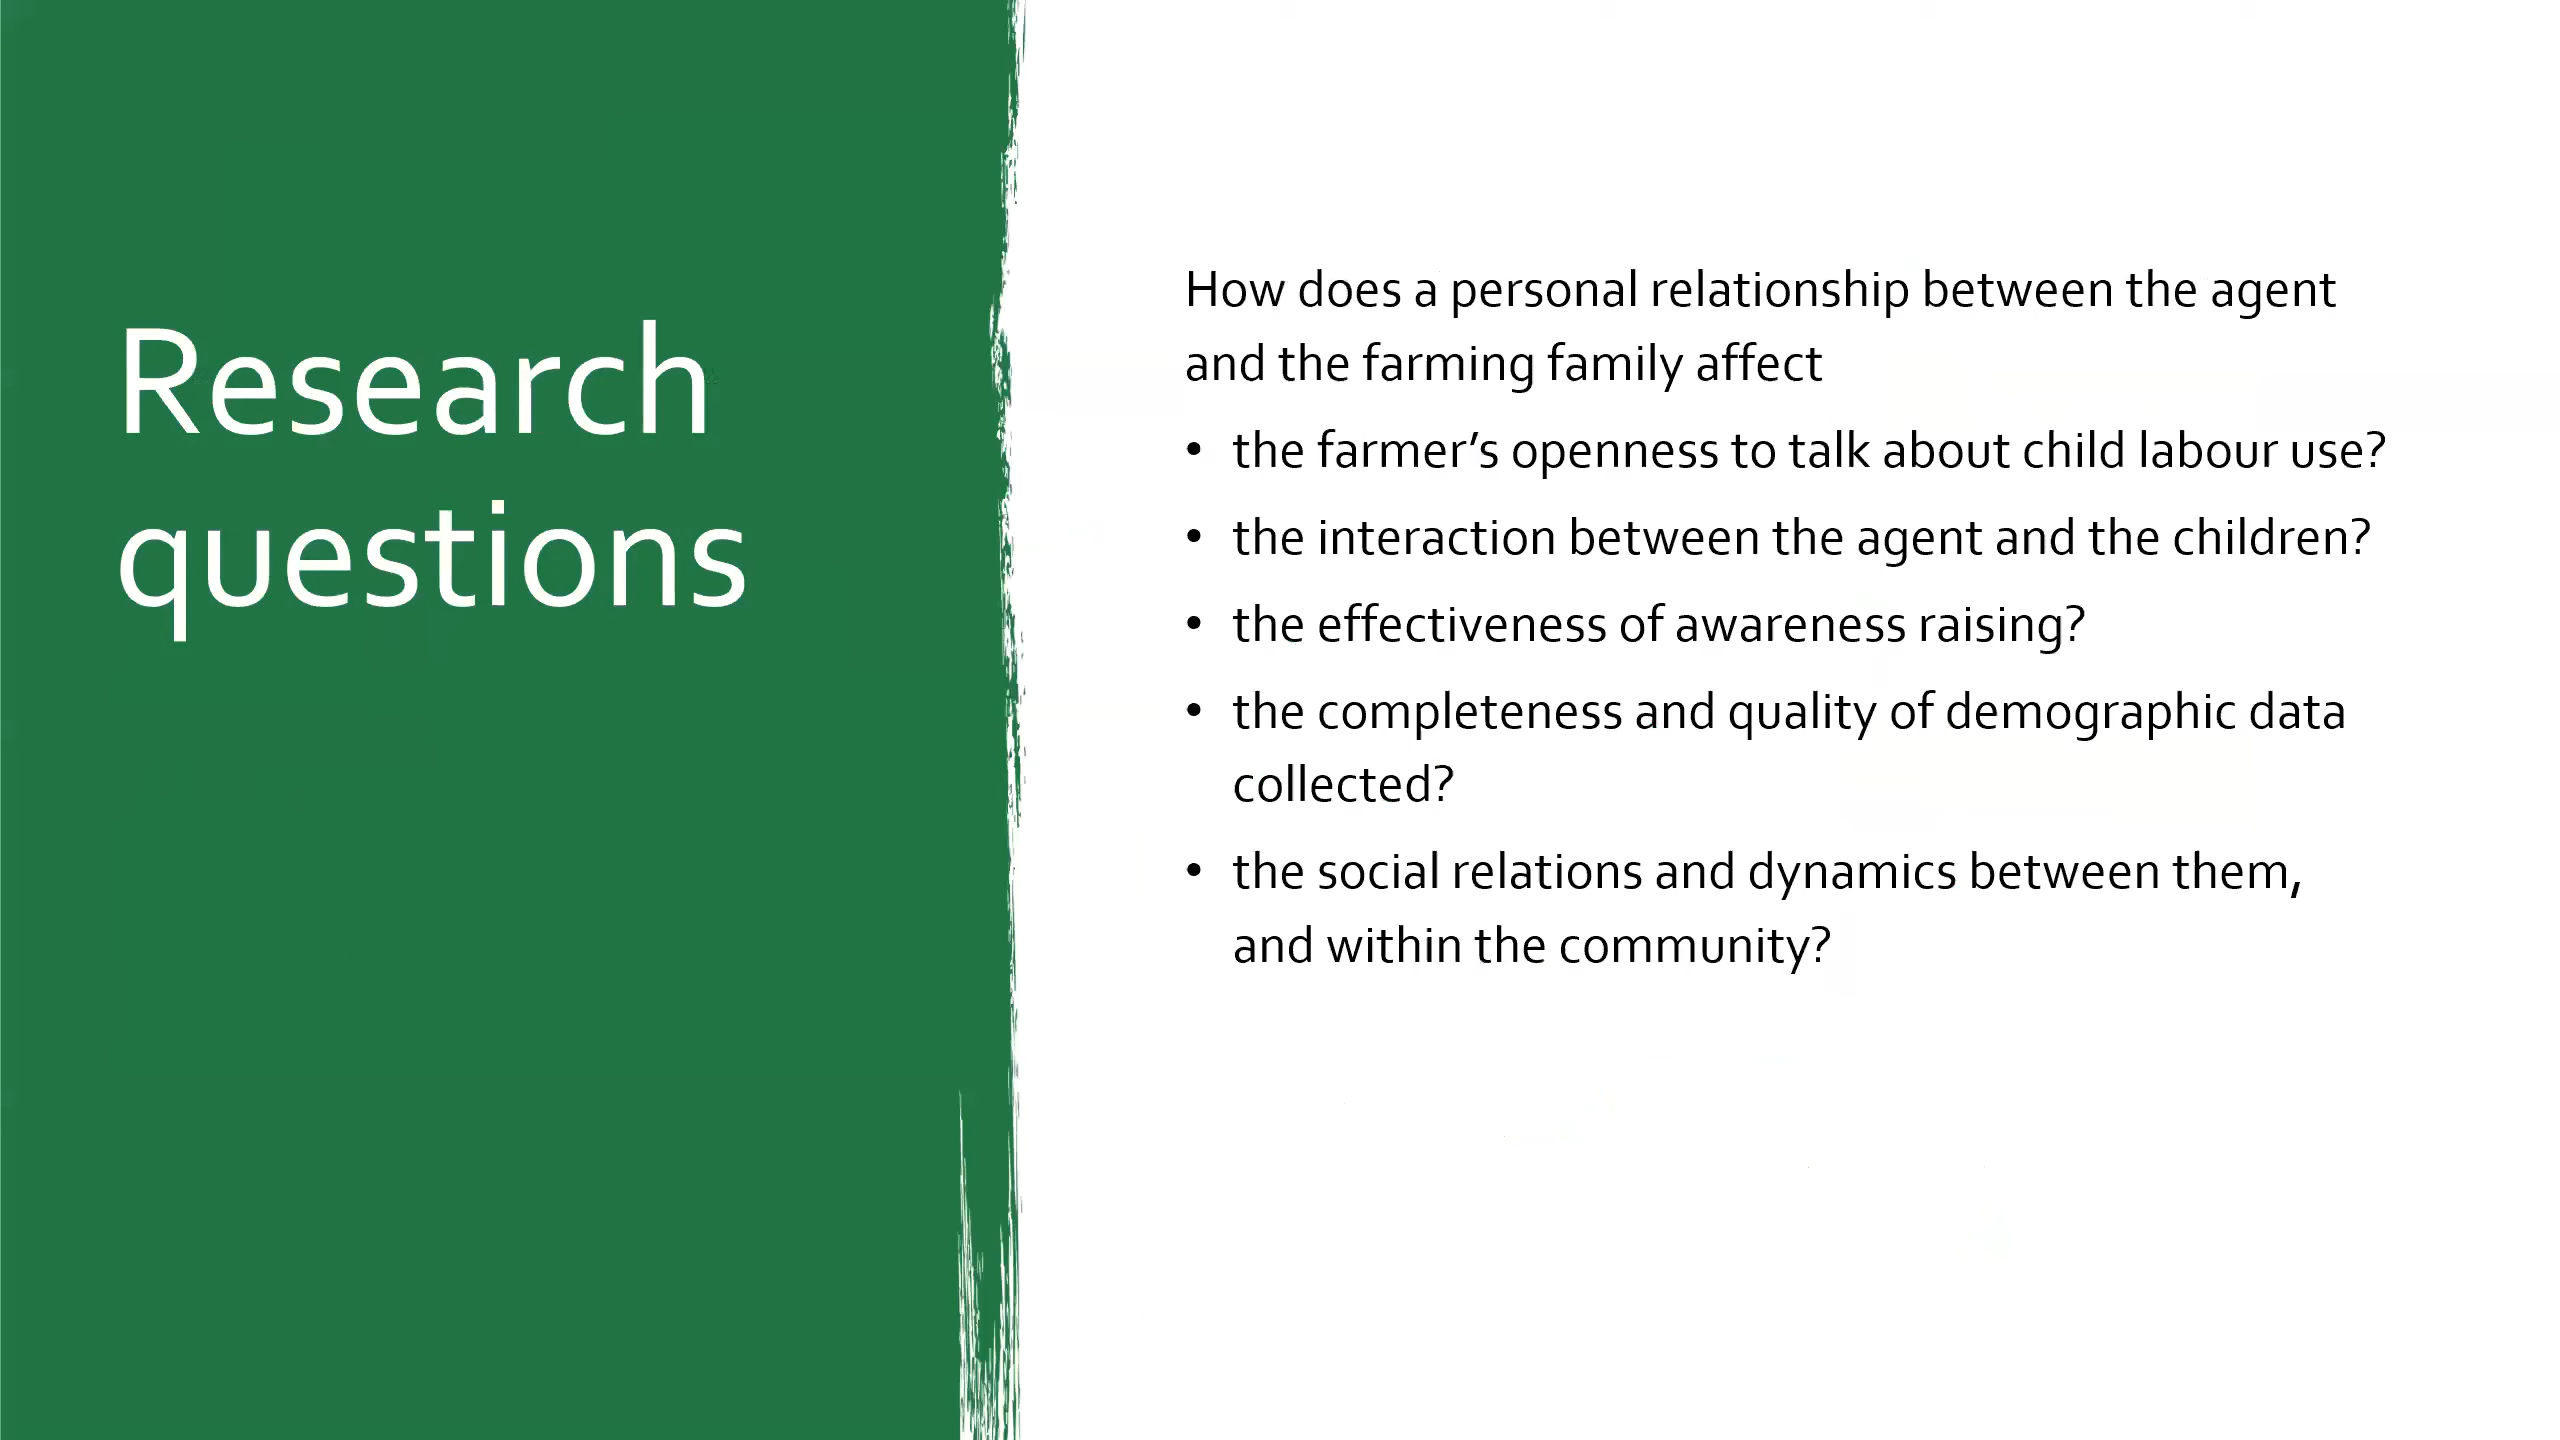 Research
questions
How does a personal relationship between the agent
and the farming family affect
• the farmer’s openness to talk about child labour use?
• the interaction between the agent and the children?
• the effectiveness of awareness raising?
• the completeness and quality of demographic data
collected?
• the social relations and dynamics between them,
and within the community?